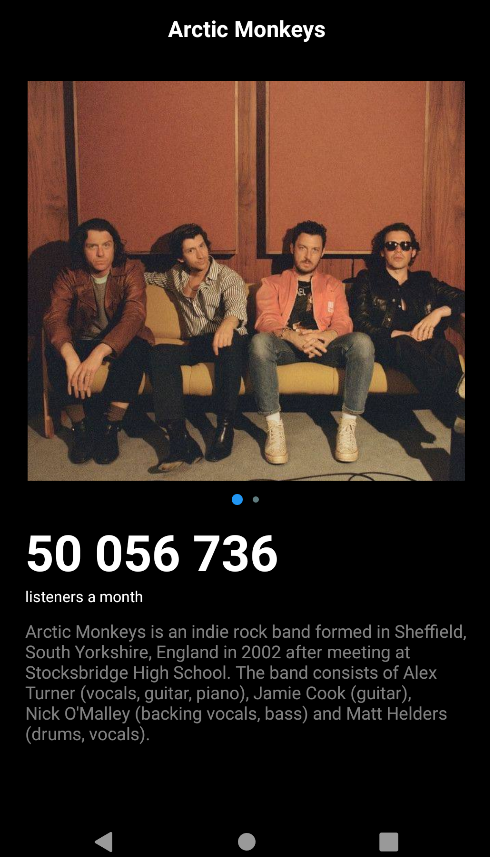 Arctic Monkeys
50 056 736
listeners a month
Arctic Monkeys is an indie rock band formed in Sheffield,
South Yorkshire, England in 2002 after meeting at
Stocksbridge High School. The band consists of Alex
Turner (vocals, guitar, piano), Jamie Cook (guitar),
Nick O'Malley (backing vocals, bass) and Matt Helders
(drums, vocals).